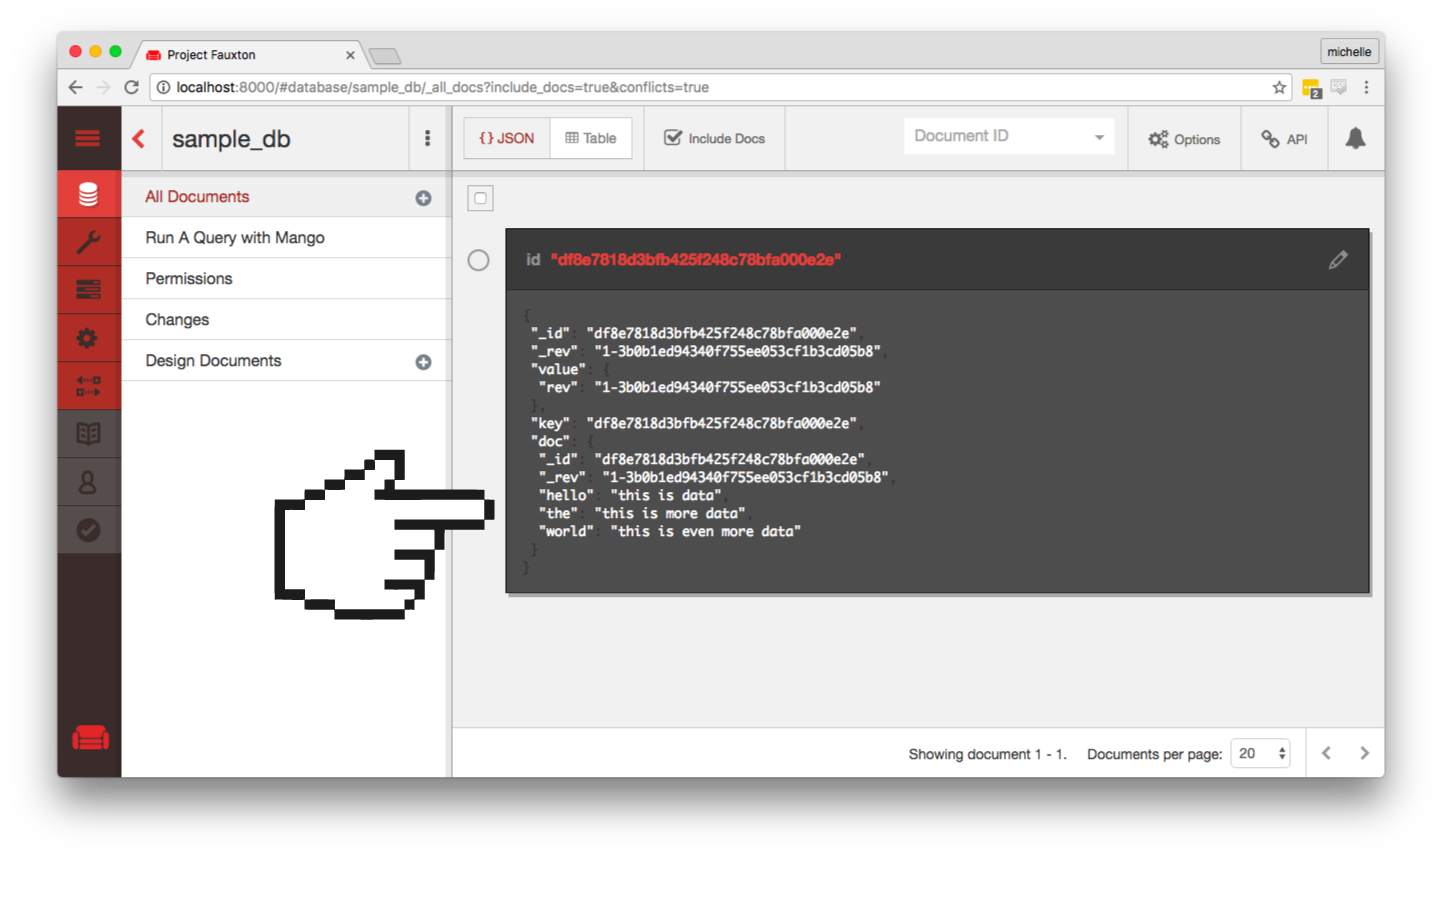 Project Fauxton
michelle
localhost:8000/#database/sample_db/_all_docs?include_docs=true&conflicts=true
2
sample_db
{} JSON
Table
Include Docs
Document ID
Options
API
All Documents
Run A Query with Mango
Permissions
Changes
Design Documents
id "df8e7818d3bfb425f248c78bfa000e2e"
{
"_id": "df8e7818d3bfb425f248c78bfa000e2e",
"_rev": "1-3b0b1ed94340f755ee053cf1b3cd05b8",
"value": {
"rev": "1-3b0b1ed94340f755ee053cf1b3cd05b8"
},
"key": "df8e7818d3bfb425f248c78bfa000e2e",
"doc": {
"_id": "df8e7818d3bfb425f248c78bfa000e2e",
"_rev": "1-3b0b1ed94340f755ee053cf1b3cd05b8",
"hello": "this is data",
"the": "this is more data",
"world": "this is even more data"
}
}
Showing document 1 - 1.
Documents per page: 20